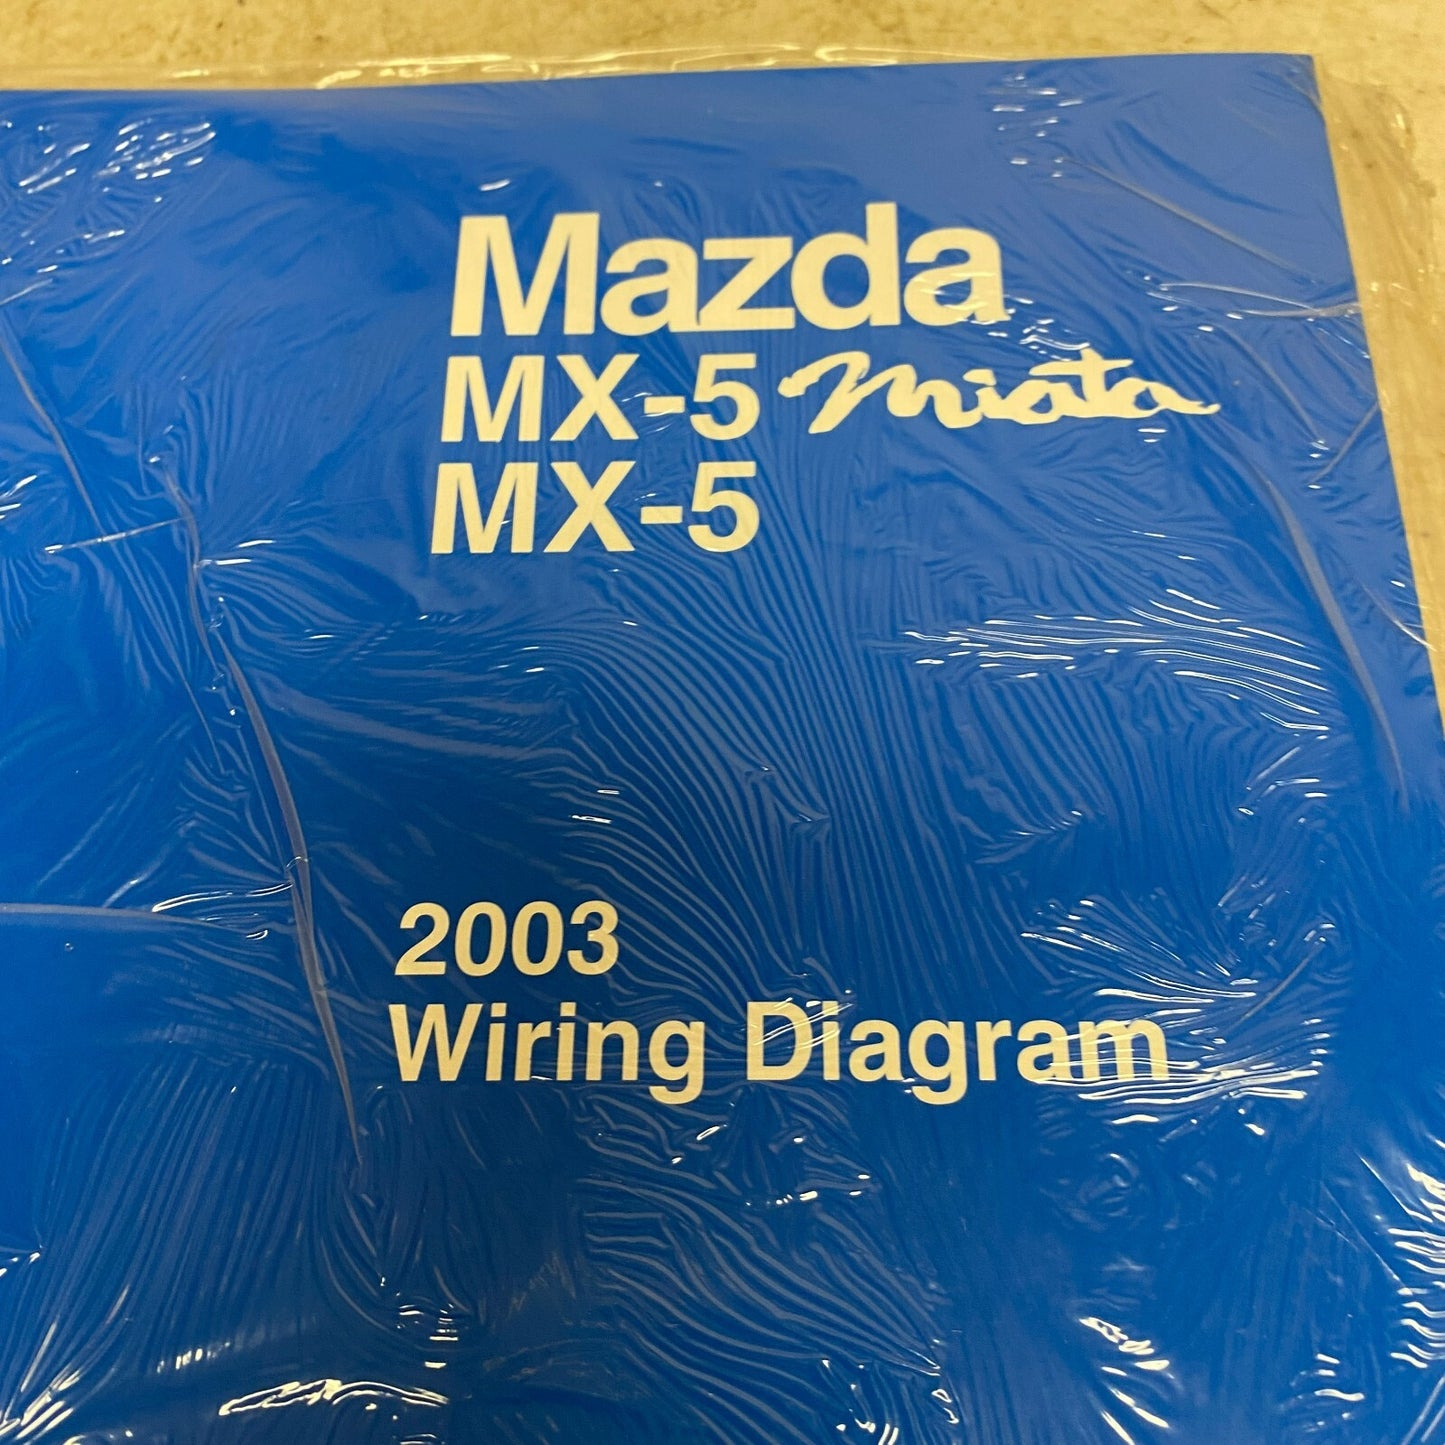 Mazda
MX-5 Miata
MX-5
2003
Wiring Diagram